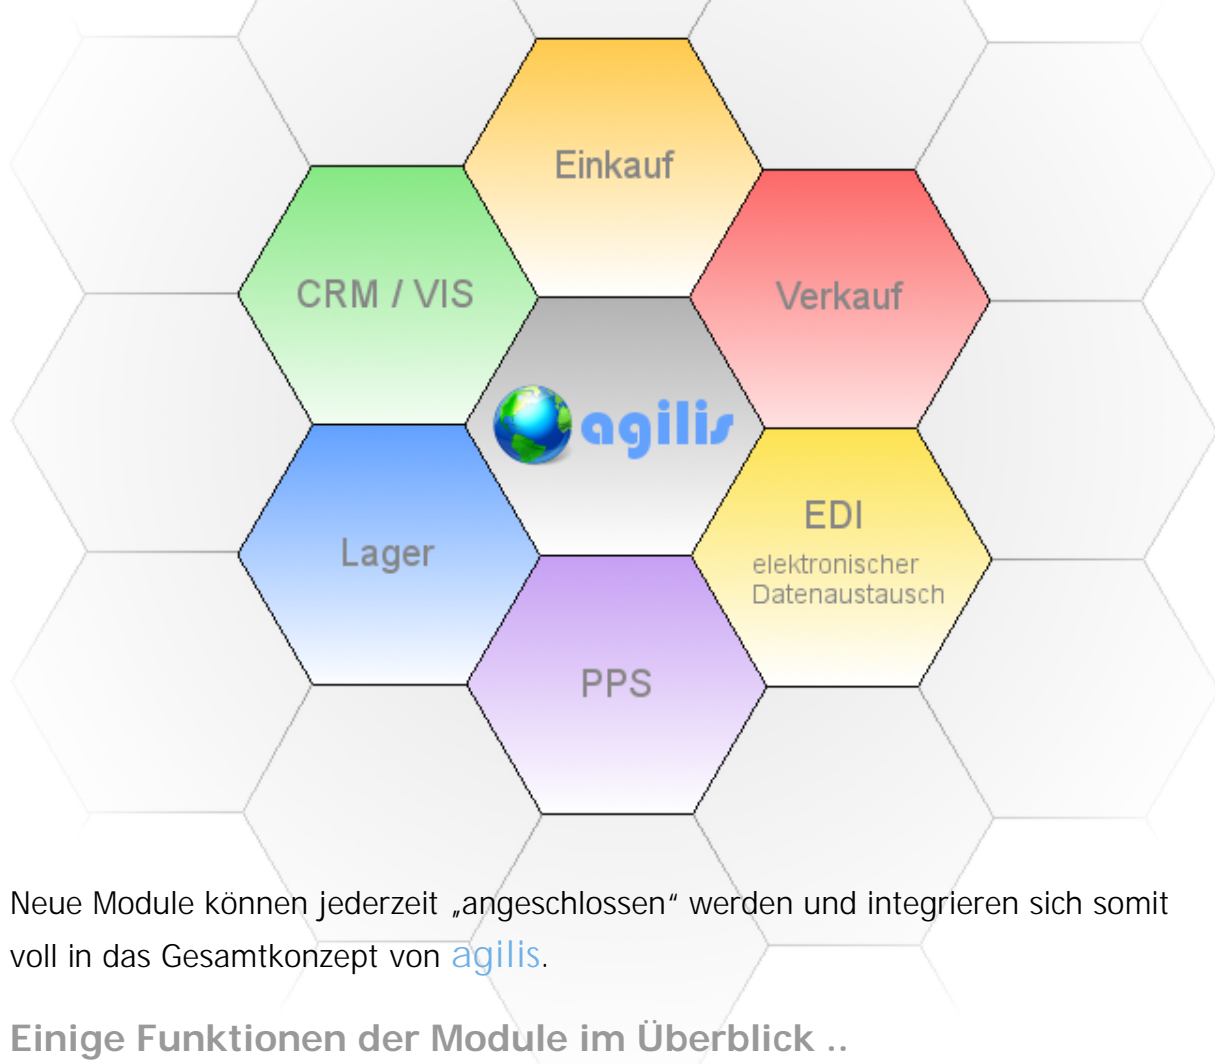 Einkauf
CRM / VIS
Verkauf
agilis
EDI
elektronischer
Datenaustausch
Lager
PPS
Neue Module können jederzeit „angeschlossen“ werden und integrieren sich somit
voll in das Gesamtkonzept von agilis.
Einige Funktionen der Module im Überblick ..